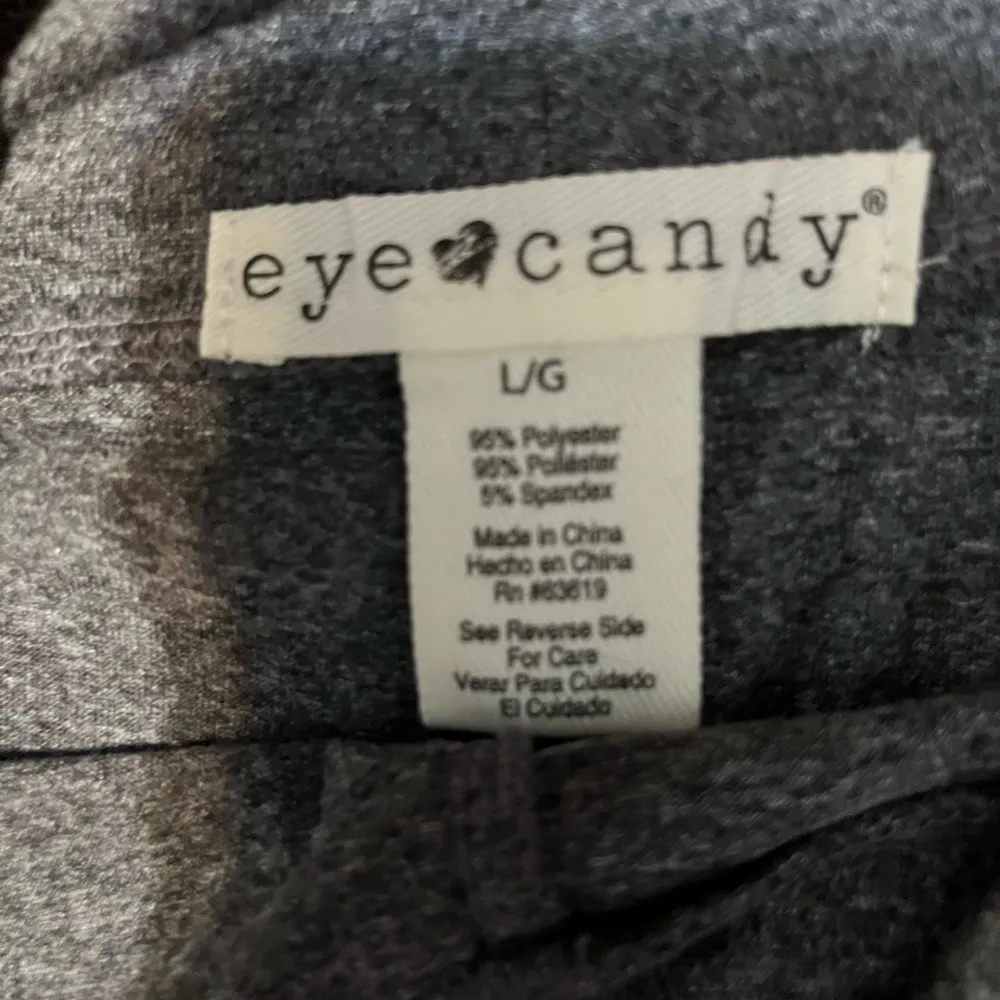 eye candy®
L/G
95% Polyester
95% Poliéster
5% Spandex
Made in China
Hecho en China
Rn #63619
See Reverse Side
For Care
Verar Para Cuidado
El Cuidado